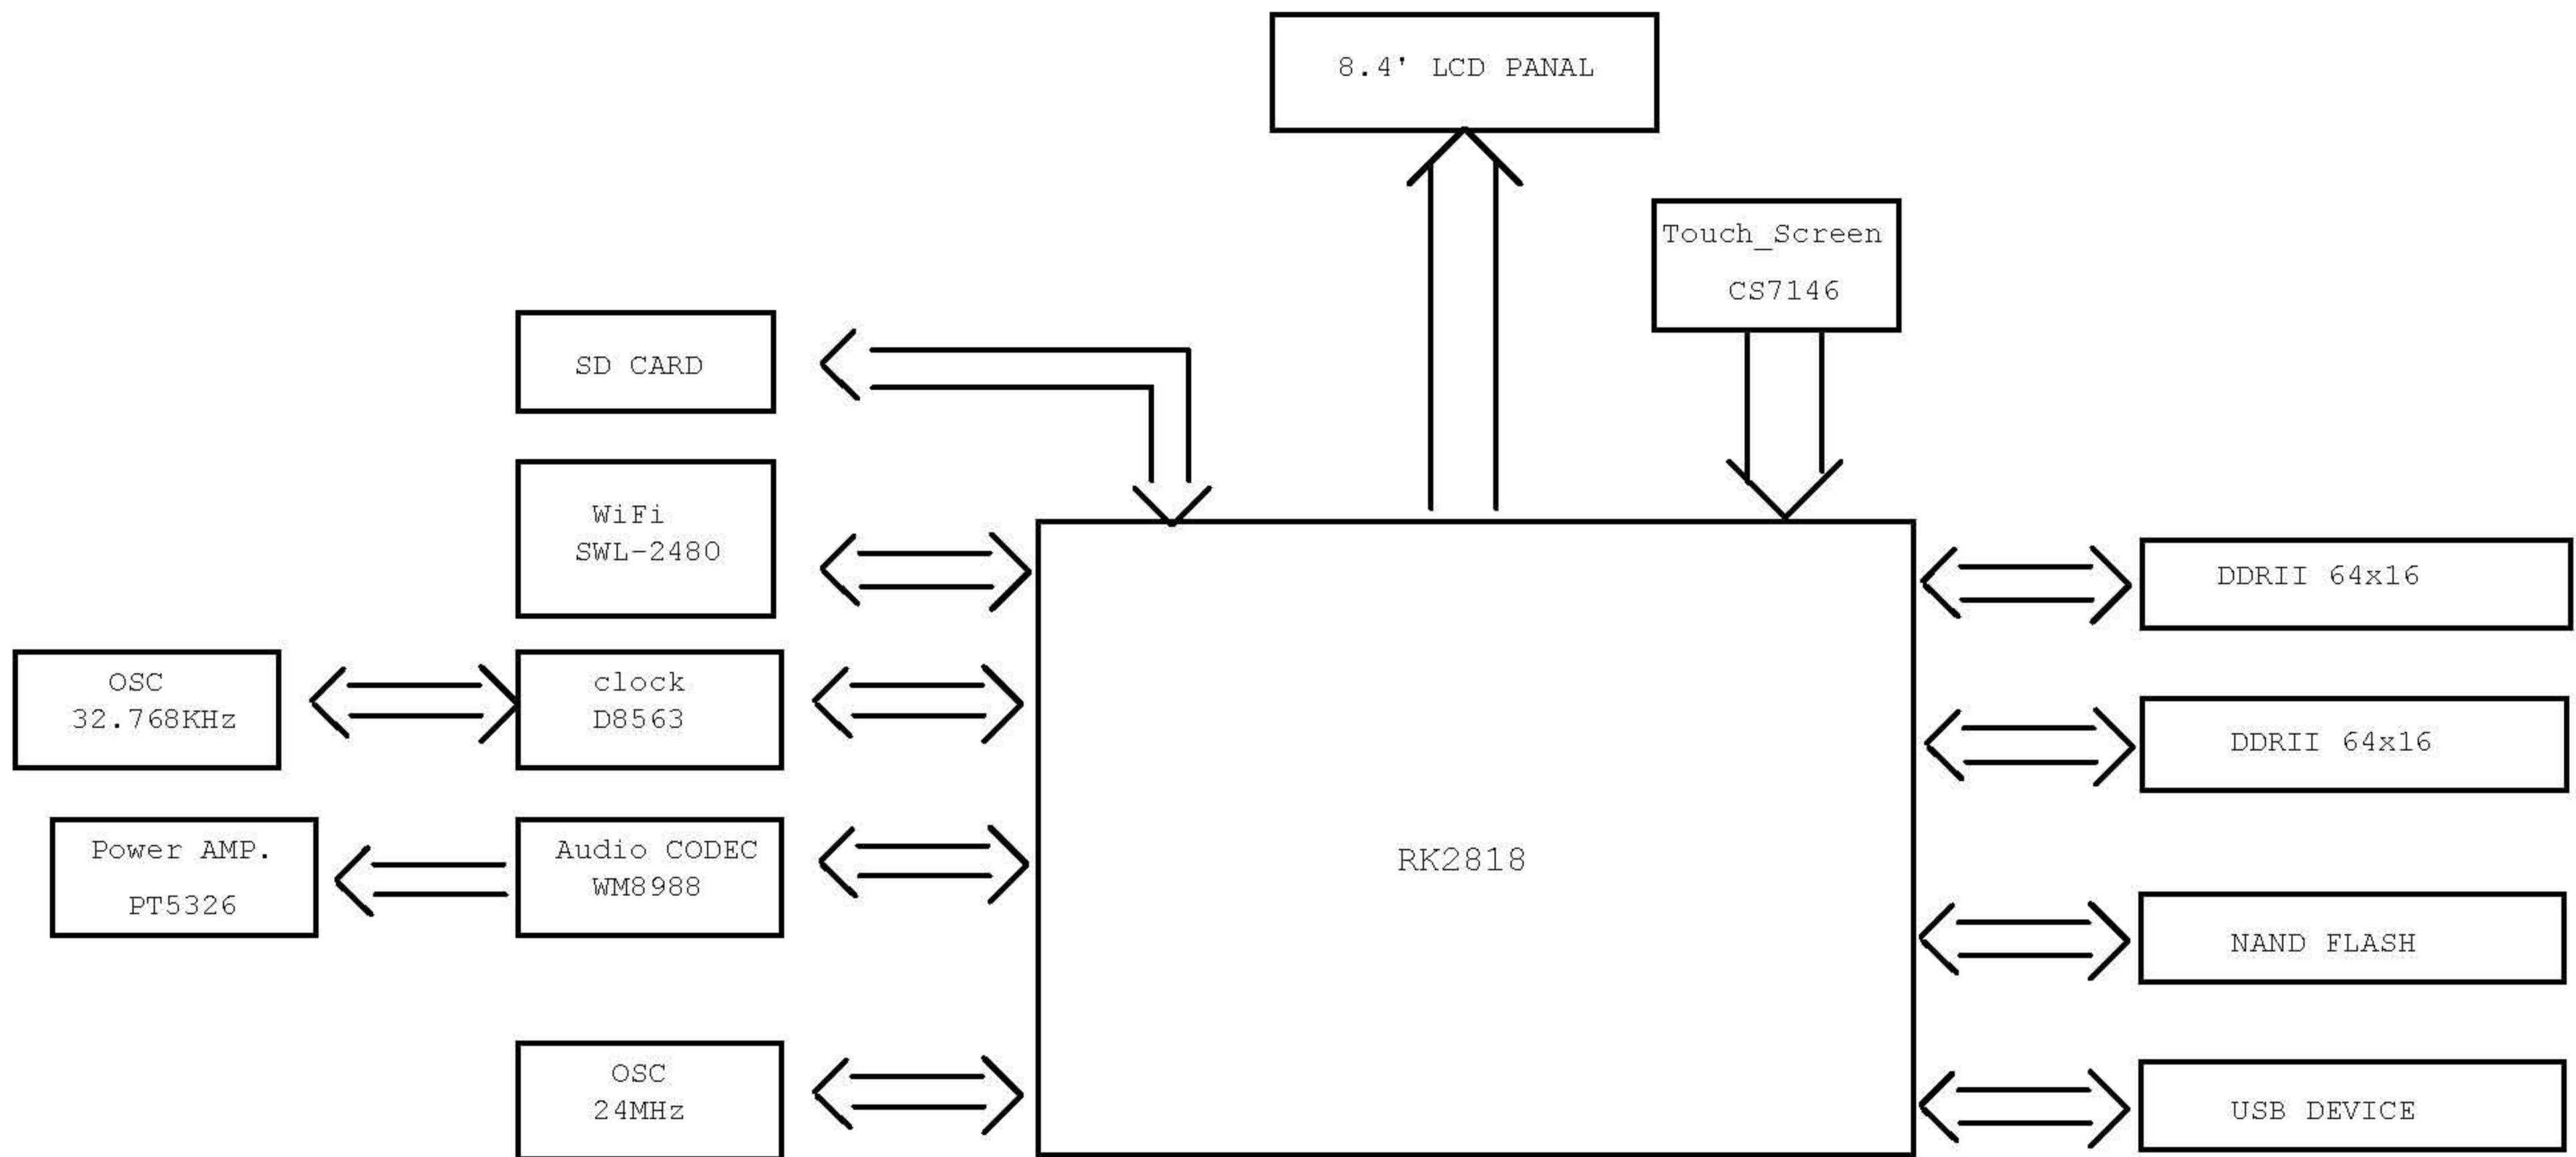 8.4' LCD PANAL
Touch_Screen
CS7146
SD CARD
WiFi
SWL-2480
DDRII 64x16
OSC
32.768KHz
clock
D8563
DDRII 64x16
Power AMP.
PT5326
Audio CODEC
WM8988
RK2818
NAND FLASH
OSC
24MHz
USB DEVICE